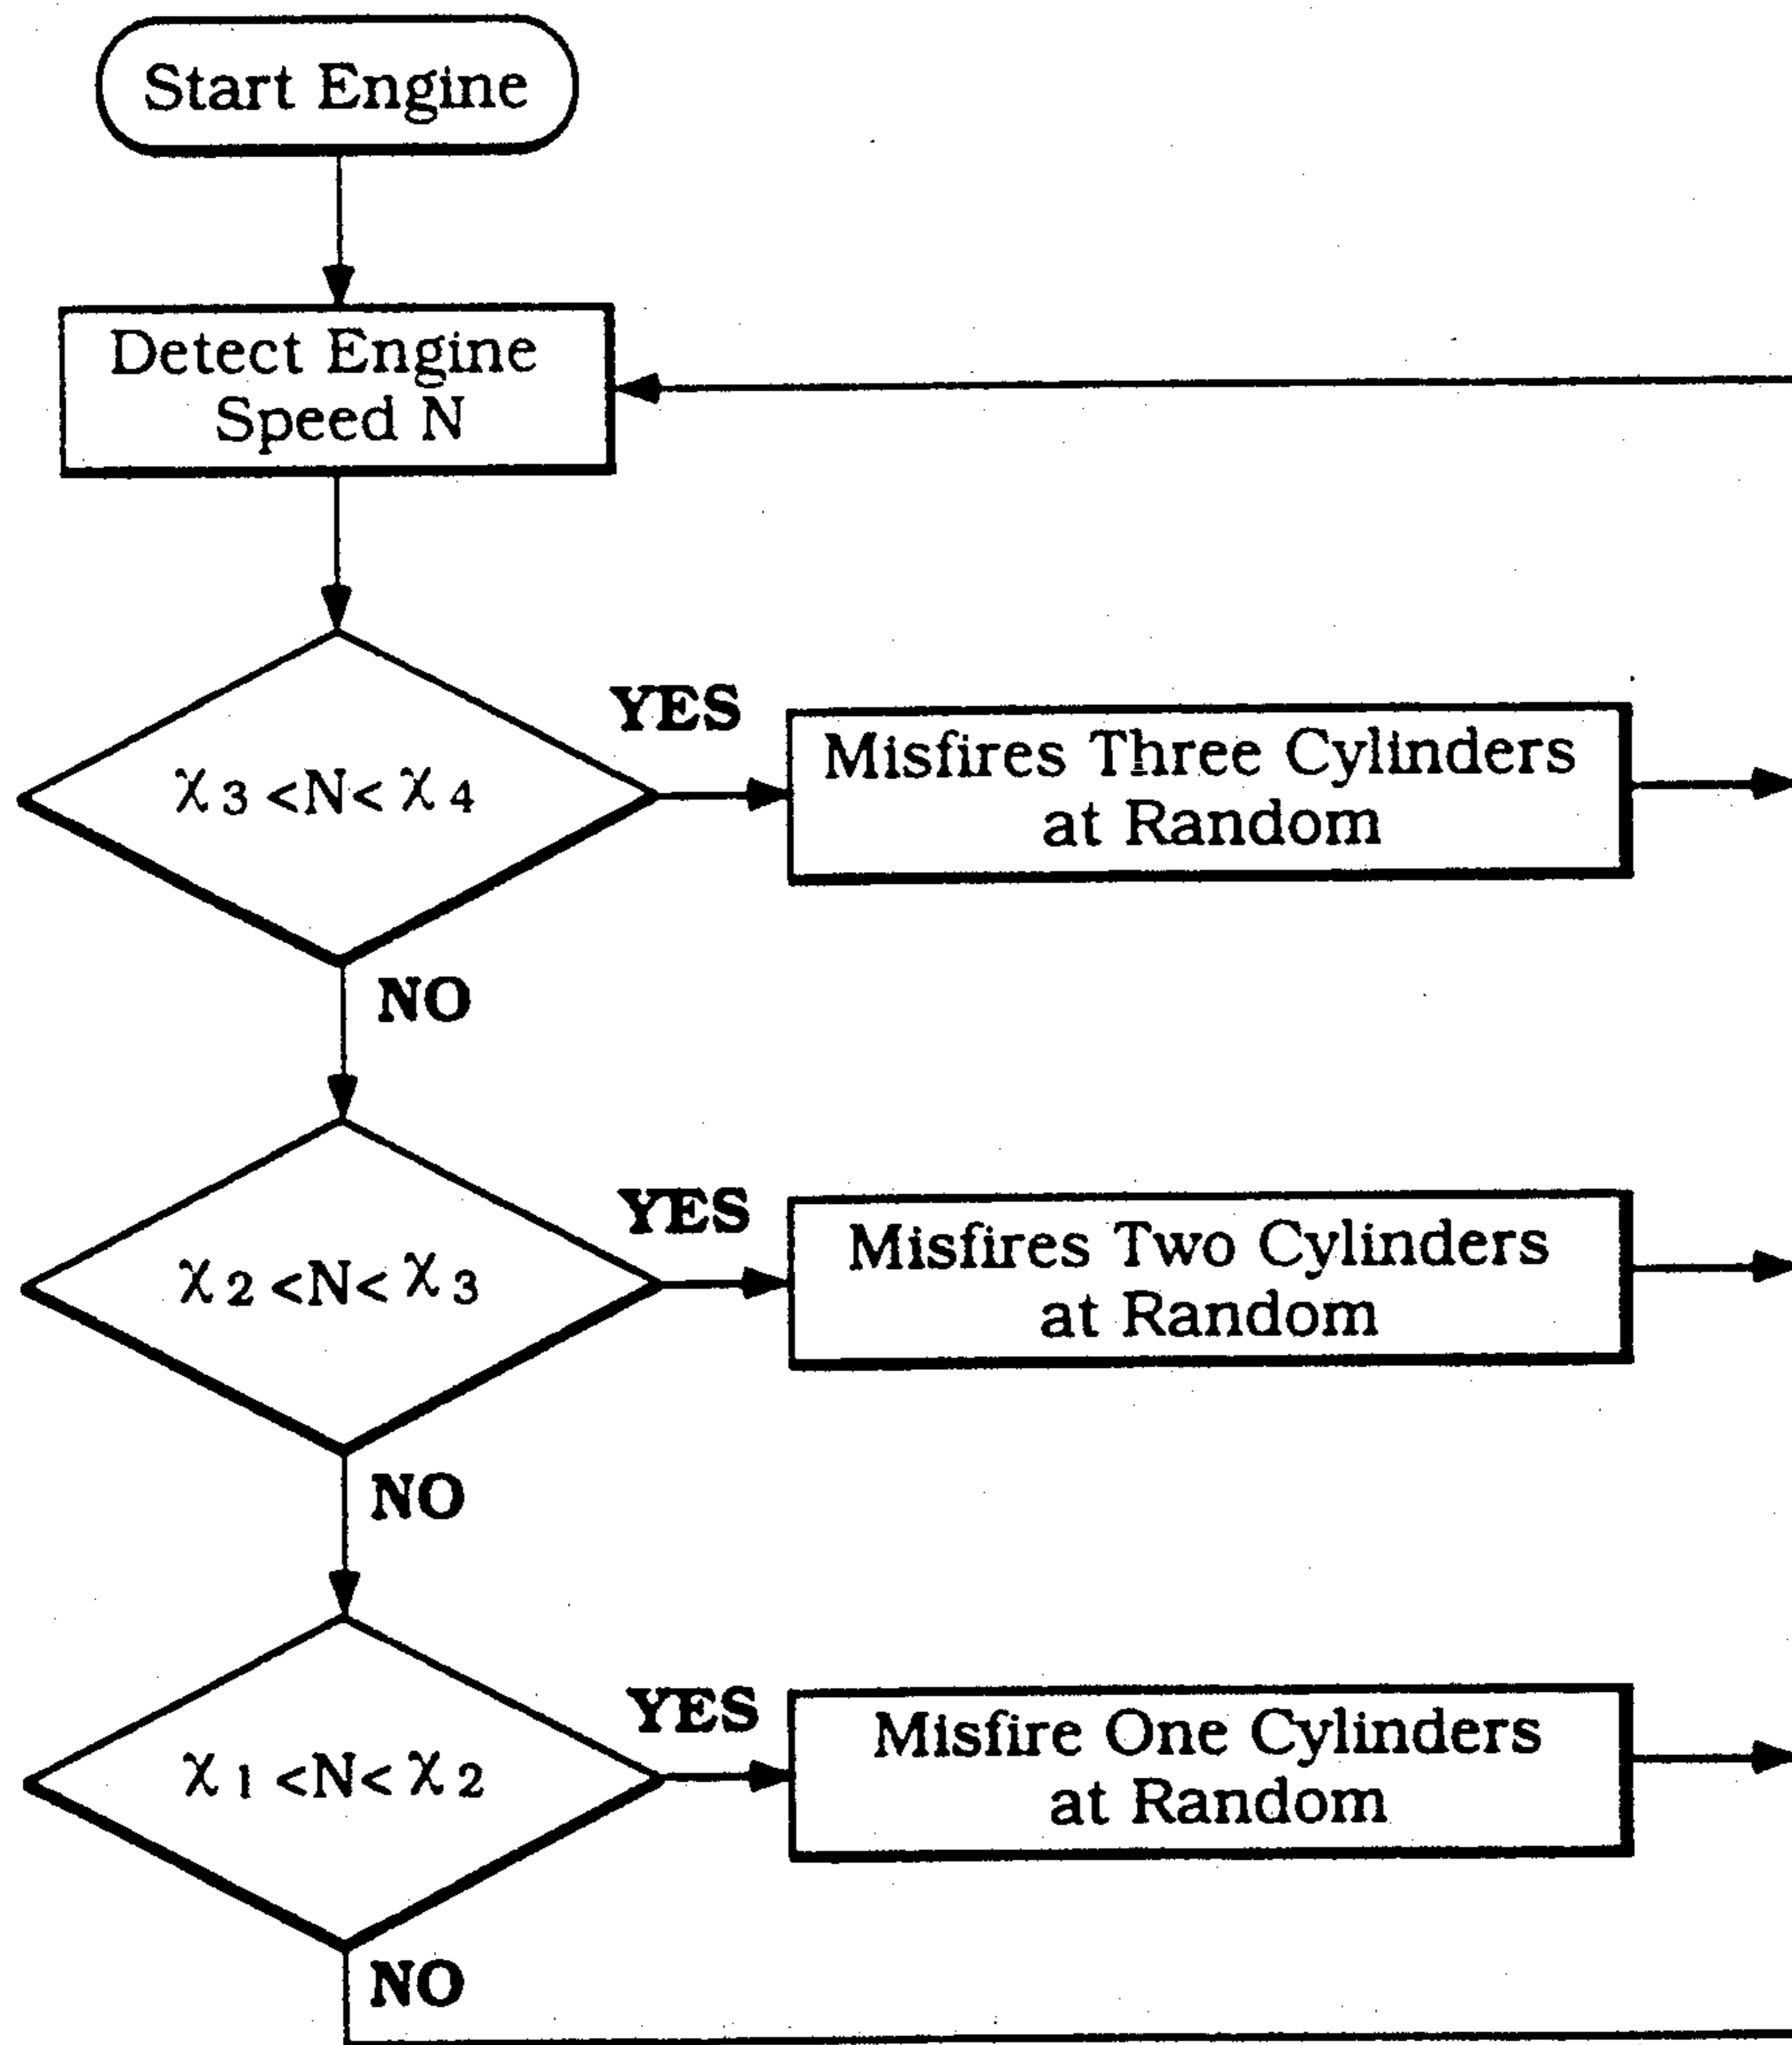 Start Engine
Detect Engine
Speed N
YES
χ3 <N< χ4
Misfires Three Cylinders
at Random
NO
YES
χ2 <N< χ3
Misfires Two Cylinders
at Random
NO
YES
χ1 <N< χ2
Misfire One Cylinders
at Random
NO